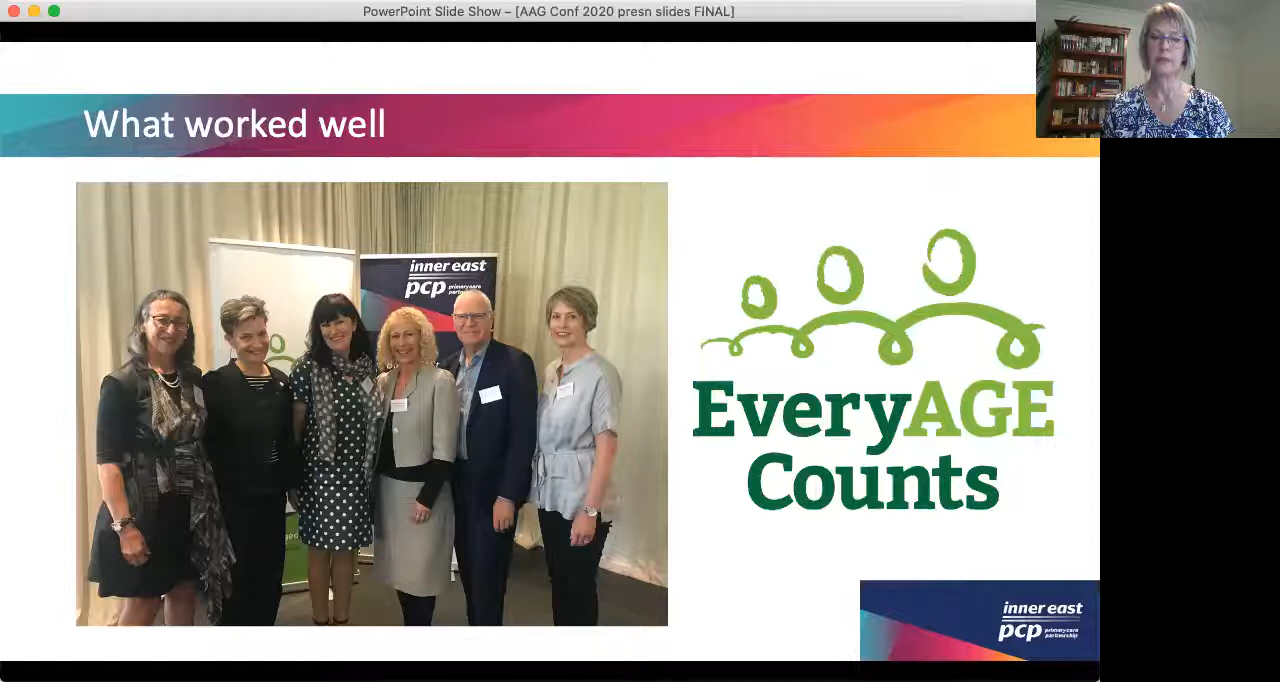 PowerPoint Slide Show – [AAG Conf 2020 presn slides FINAL]
What worked well
inner east
pcp primary care
partnership
EveryAGE
Counts
inner east
pcp primary care
partnership